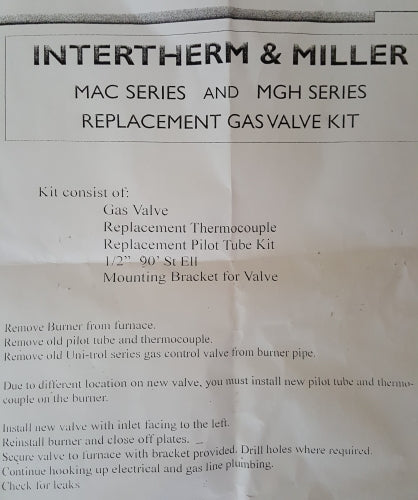 INTERTHERM & MILLER
MAC SERIES AND MGH SERIES
REPLACEMENT GAS VALVE KIT
Kit consist of:
Gas Valve
Replacement Thermocouple
Replacement Pilot Tube Kit
1/2" 90' St Ell
Mounting Bracket for Valve
Remove Burner from furnace.
Remove old pilot tube and thermocouple.
Remove old Uni-trol series gas control valve from burner pipe.
Due to different location on new valve, you must install new pilot tube and thermo-
couple on the burner.
Install new valve with inlet facing to the left.
Reinstall burner and close off plates.
Secure valve to furnace with bracket provided. Drill holes where required.
Continue hooking up electrical and gas line plumbing.
Check for leaks